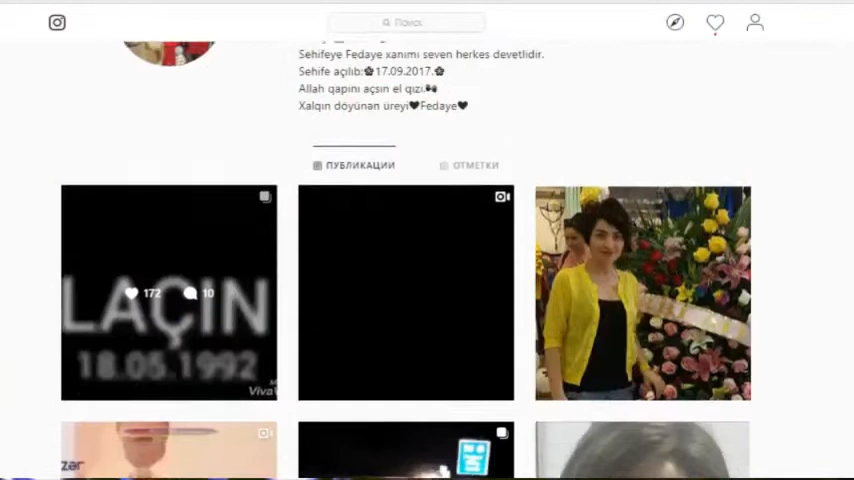 Поиск
Sehifeye Fedaye xanımı seven herkes devetlidir.
Sehife açılıb:🌸17.09.2017.🌸
Allah qapını açsın el qızı.🙌
Xalqın döyünən üreyi❤Fedaye❤
ПУБЛИКАЦИИ
ОТМЕТКИ
LAÇIN
172
10
18.05.1992
Viva
zər